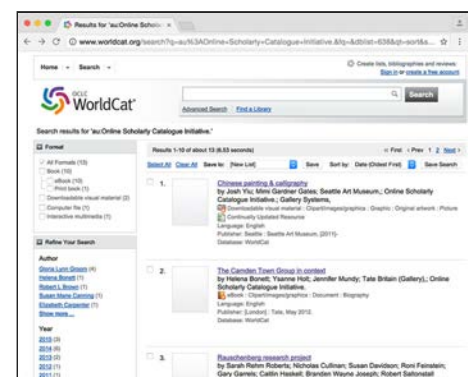 Results for 'au:Online Schola
www.worldcat.org/search?q=au%3AOnline+Scholarly+Catalogue+Initiative.&fq=&dblist=638&qt=sort&s...
Home Search
Create lists, bibliographies and reviews:
Sign in or create a free account
OCLC
WorldCat
Search
Advanced Search Find a Library
Search results for 'au:Online Scholarly Catalogue Initiative.'
Format
All Formats (13)
Book (10)
eBook (10)
Print book (1)
Downloadable visual material (2)
Computer file (1)
Interactive multimedia (1)
Refine Your Search
Author
Gloria Lynn Groom (4)
Helena Bonett (1)
Robert L Brown (1)
Susan Marie Canning (1)
Elizabeth Carpenter (1)
Show more ...
Year
2015 (3)
2014 (6)
2013 (2)
2012 (1)
2011 (1)
Results 1-10 of about 13 (6.53 seconds)
« First < Prev 1 2 Next >
Select All Clear All Save to: [New List] Save Sort by: Date (Oldest First) Save Search
1.
Chinese painting & calligraphy
by Josh Yiu; Mimi Gardner Gates; Seattle Art Museum.; Online Scholarly
Catalogue Initiative.; Gallery Systems,
Downloadable visual material : Clipart/images/graphics : Graphic : Original artwork : Picture
Continually Updated Resource
Language: English
Publisher: Seattle : Seattle Art Museum, [2011]-
Database: WorldCat
2.
The Camden Town Group in context
by Helena Bonett; Ysanne Holt; Jennifer Mundy; Tate Britain (Gallery),; Online
Scholarly Catalogue Initiative.
eBook : Clipart/images/graphics : Document : Biography
Language: English
Publisher: [London] : Tate, May 2012.
Database: WorldCat
3.
Rauschenberg research project
by Sarah Rehm Roberts; Nicholas Cullinan; Susan Davidson; Roni Feinstein;
Gary Garrels; Caitlin Haskell; Branden Wayne Joseph; Robert Saltonstall